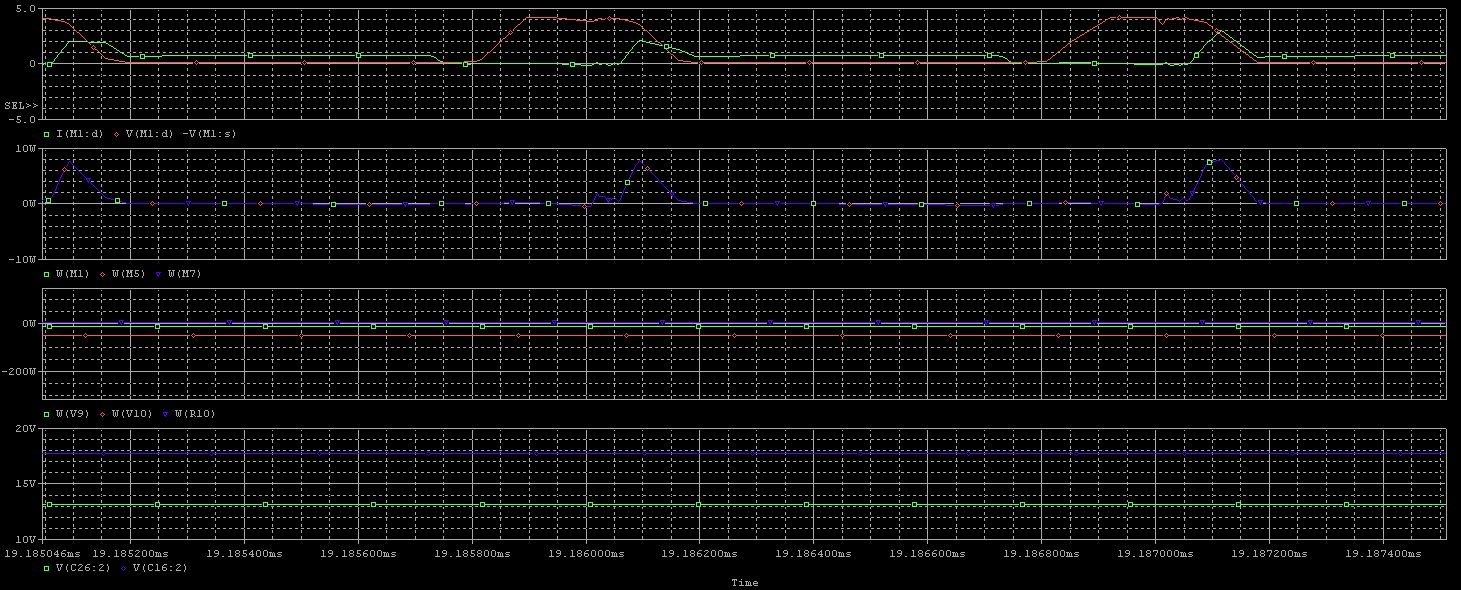 5.0
0
SEL>>
-5.0
I(M1:d) V(M1:d) -V(M1:s)
10W
0W
-10W
W(M1) W(M5) W(M7)
0W
-200W
W(V9) W(V10) W(R10)
20V
15V
10V
19.185046ms 19.185200ms 19.185400ms 19.185600ms 19.185800ms 19.186000ms 19.186200ms 19.186400ms 19.186600ms 19.186800ms 19.187000ms 19.187200ms 19.187400ms
V(C26:2) V(C16:2)
Time